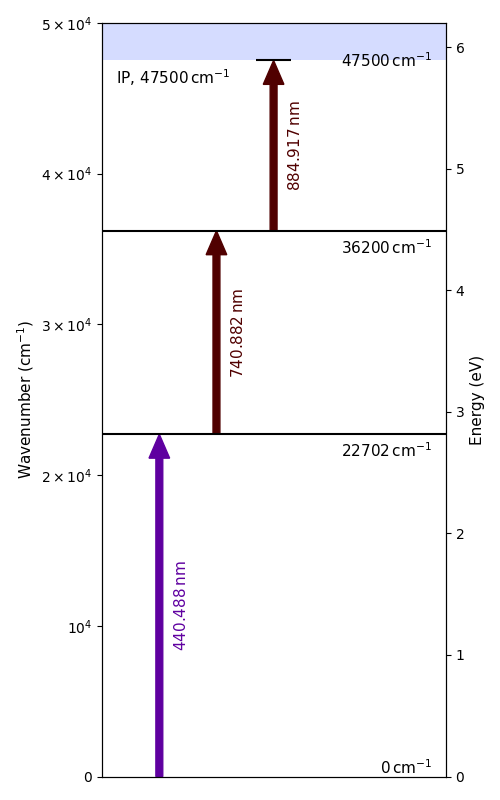 5 × 10⁴
4 × 10⁴
3 × 10⁴
2 × 10⁴
10⁴
0
Wavenumber (cm⁻¹)
47500 cm⁻¹
IP, 47500 cm⁻¹
884.917 nm
36200 cm⁻¹
740.882 nm
22702 cm⁻¹
440.488 nm
0 cm⁻¹
6
5
4
3
2
1
0
Energy (eV)